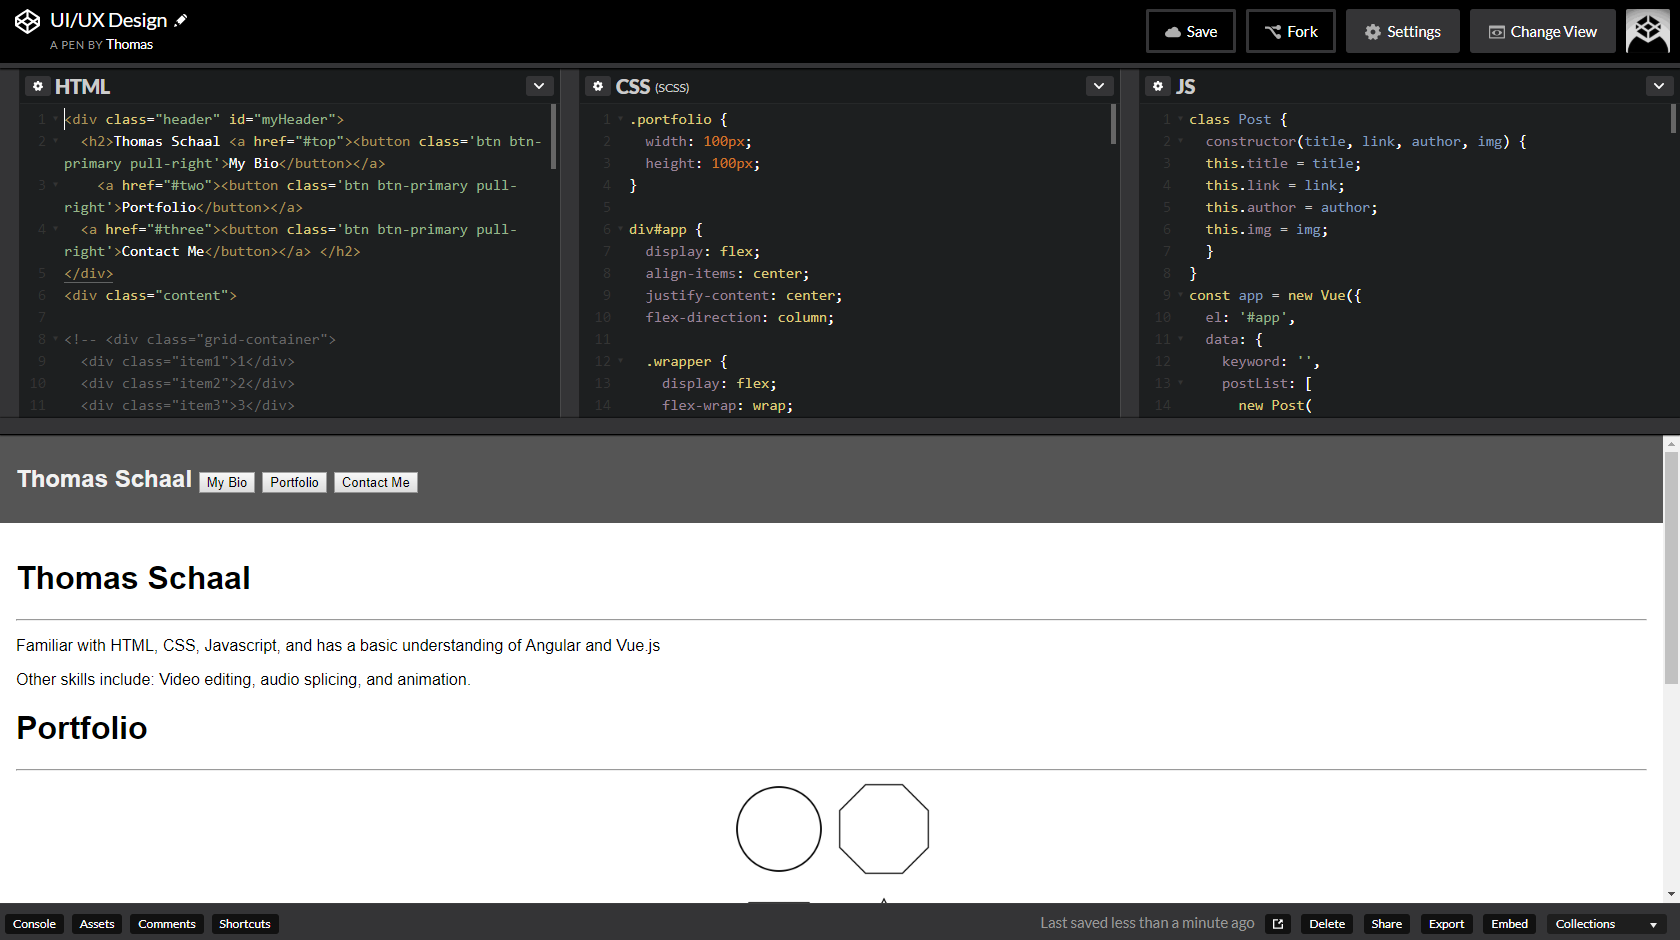 UI/UX Design
A PEN BY Thomas
Save
Fork
Settings
Change View
HTML
1 <div class="header" id="myHeader">
2   <h2>Thomas Schaal <a href="#top"><button class='btn btn-
primary pull-right'>My Bio</button></a>
3     <a href="#two"><button class='btn btn-primary pull-
right'>Portfolio</button></a>
4   <a href="#three"><button class='btn btn-primary pull-
right'>Contact Me</button></a> </h2>
5 </div>
6 <div class="content">
7
8 <!-- <div class="grid-container">
9   <div class="item1">1</div>
10   <div class="item2">2</div>
11   <div class="item3">3</div>
CSS (SCSS)
1 .portfolio {
2   width: 100px;
3   height: 100px;
4 }
5
6 div#app {
7   display: flex;
8   align-items: center;
9   justify-content: center;
10   flex-direction: column;
11
12   .wrapper {
13     display: flex;
14     flex-wrap: wrap;
JS
1 class Post {
2   constructor(title, link, author, img) {
3   this.title = title;
4   this.link = link;
5   this.author = author;
6   this.img = img;
7   }
8 }
9 const app = new Vue({
10   el: '#app',
11   data: {
12     keyword: '',
13     postList: [
14       new Post(
Thomas Schaal My Bio Portfolio Contact Me
Thomas Schaal
Familiar with HTML, CSS, Javascript, and has a basic understanding of Angular and Vue.js
Other skills include: Video editing, audio splicing, and animation.
Portfolio
Console Assets Comments Shortcuts
Last saved less than a minute ago Delete Share Export Embed Collections